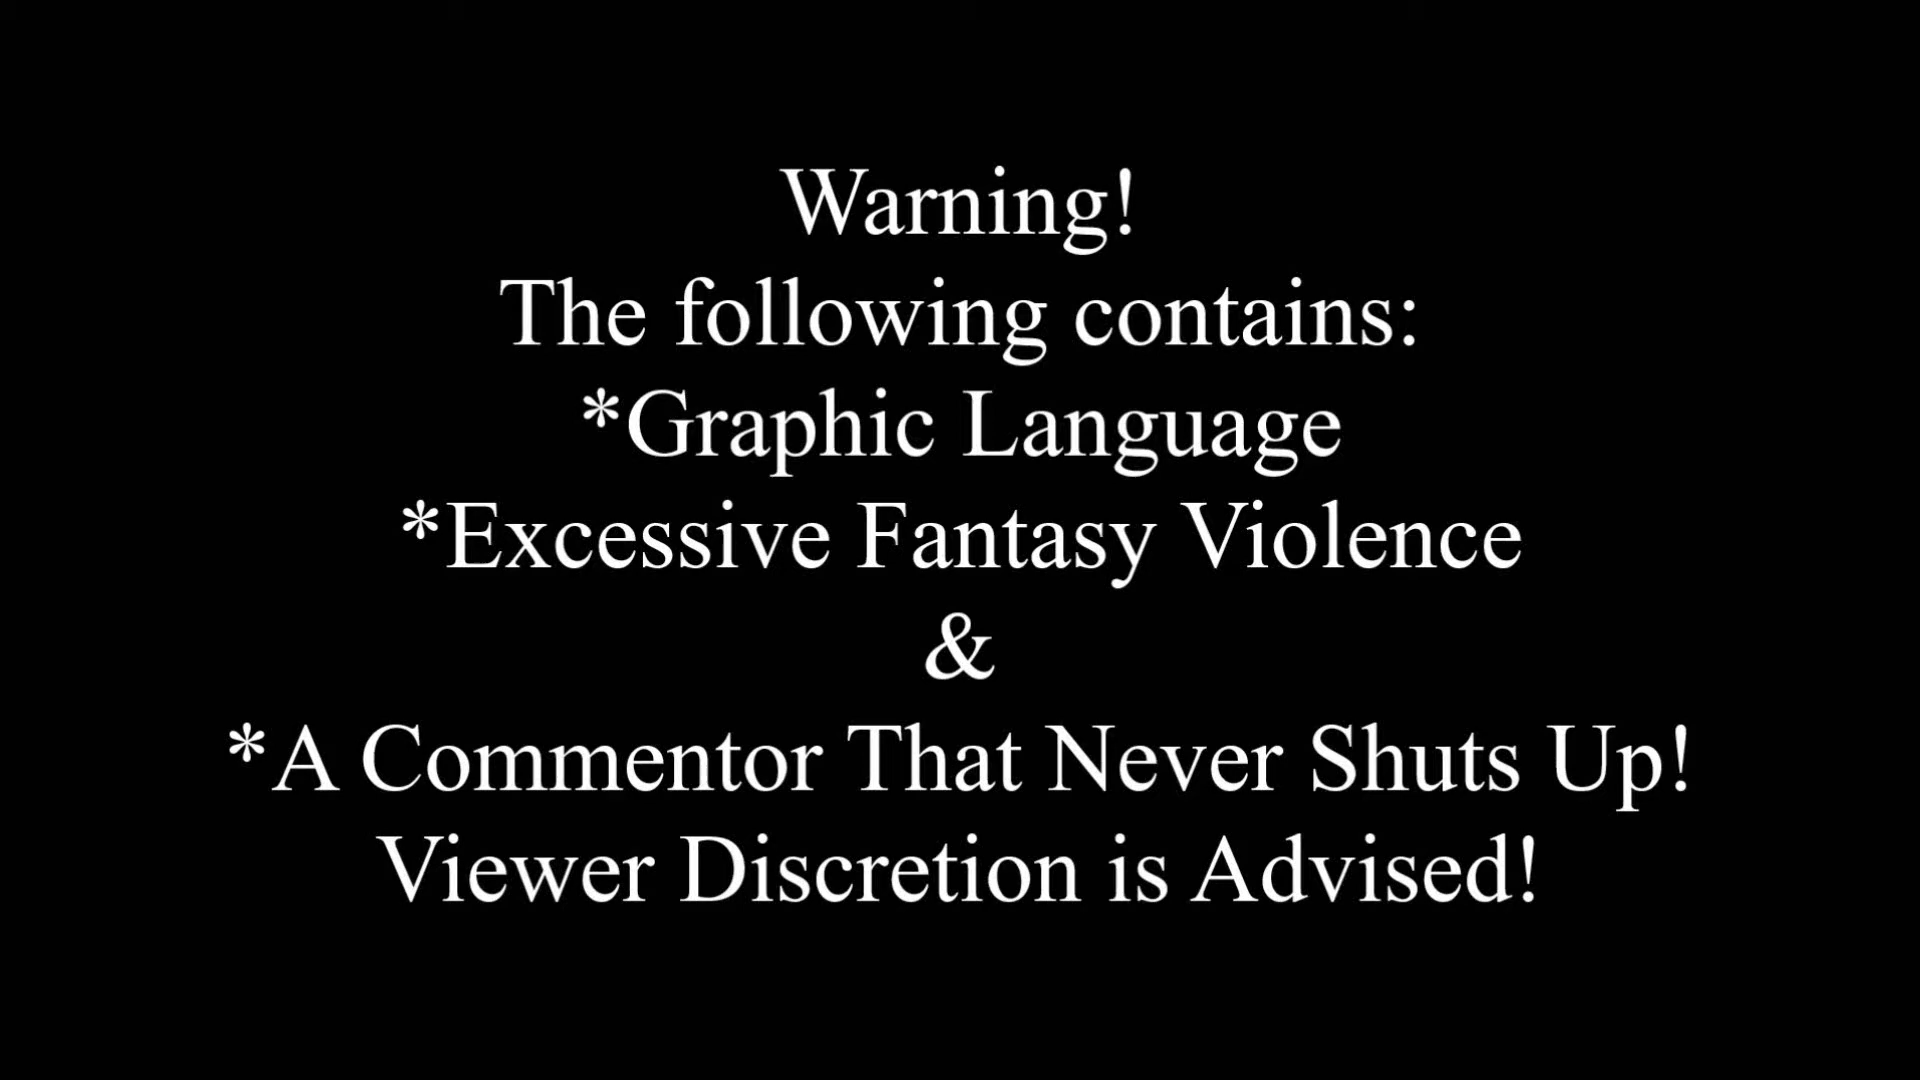 Warning!
The following contains:
*Graphic Language
*Excessive Fantasy Violence
&
*A Commentor That Never Shuts Up!
Viewer Discretion is Advised!